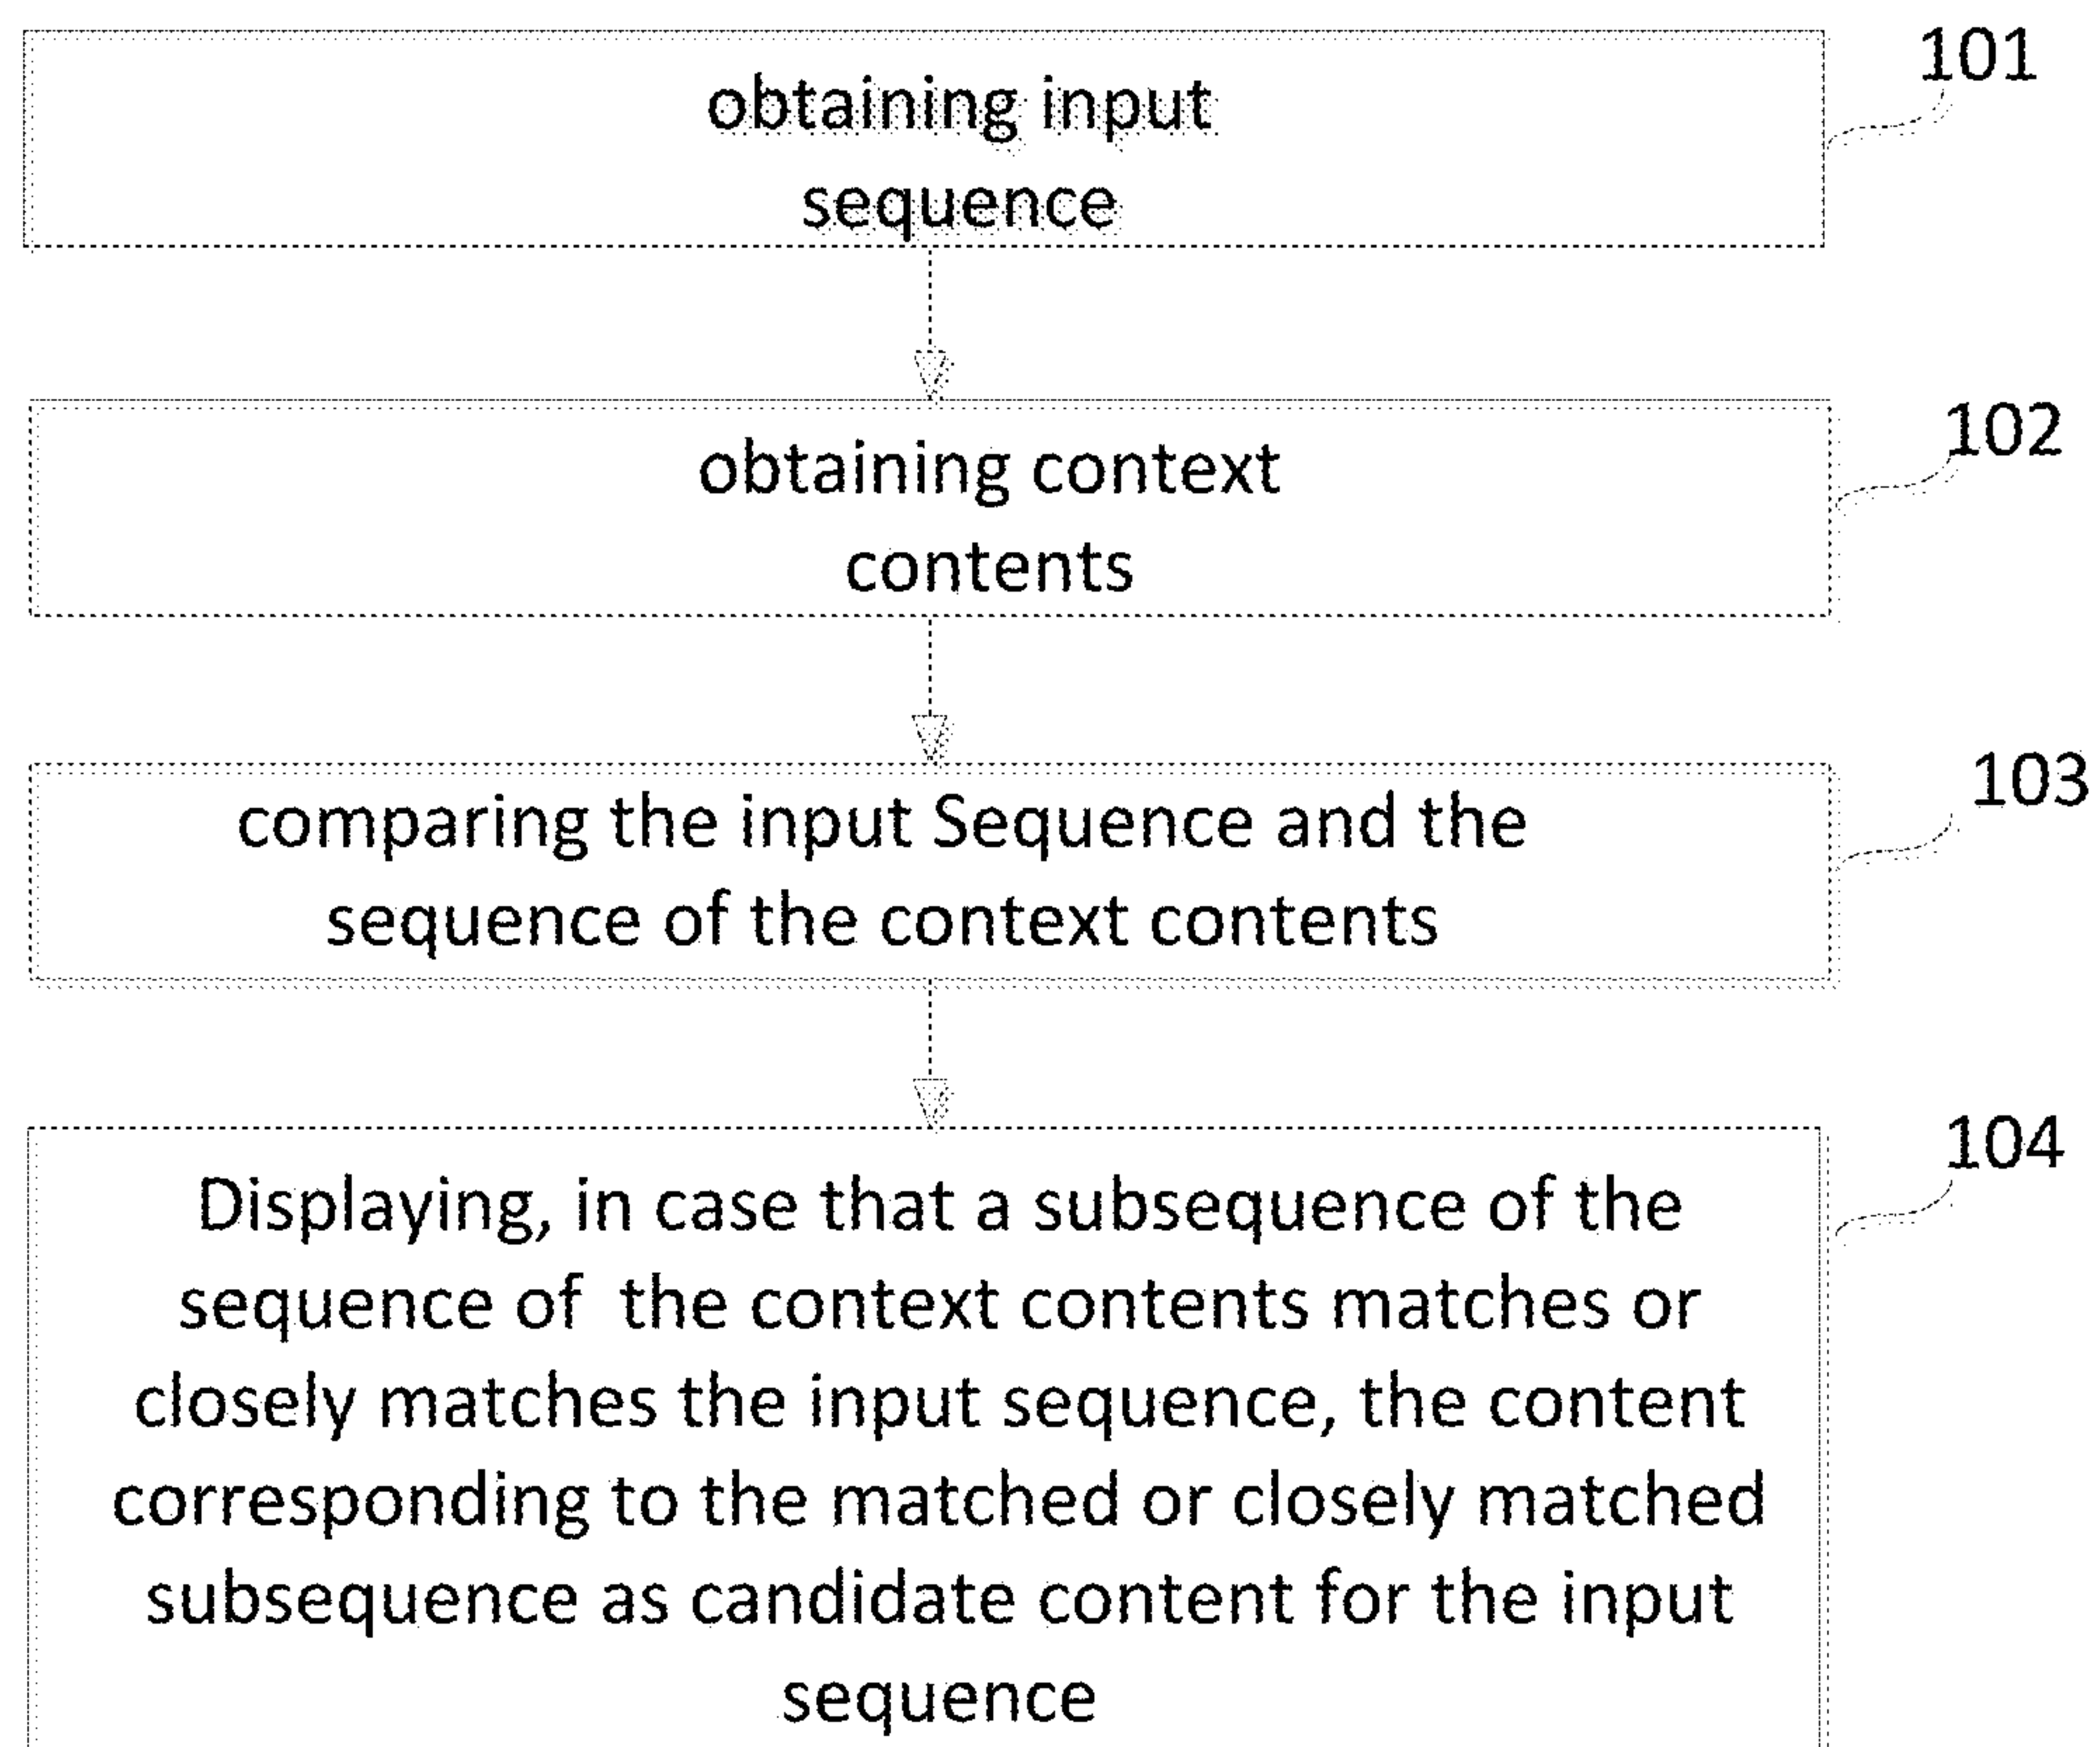 101
obtaining input
sequence
102
obtaining context
contents
103
comparing the input Sequence and the
sequence of the context contents
104
Displaying, in case that a subsequence of the
sequence of the context contents matches or
closely matches the input sequence, the content
corresponding to the matched or closely matched
subsequence as candidate content for the input
sequence